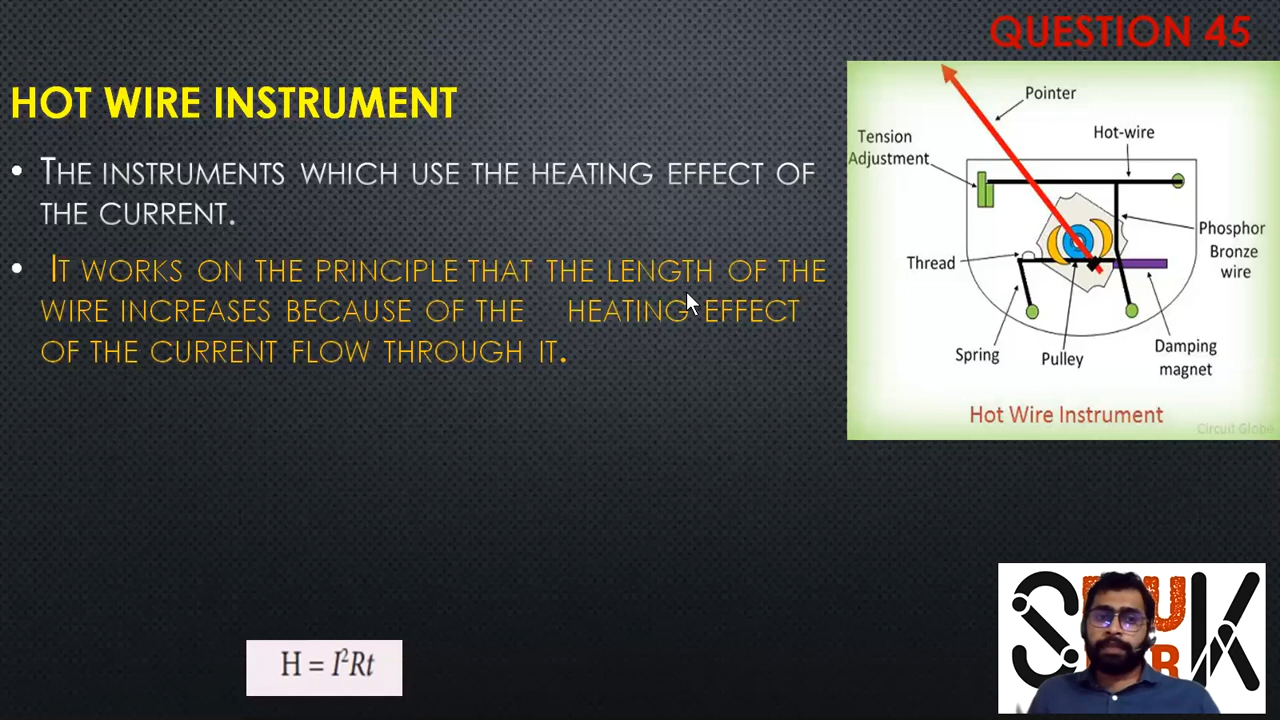 QUESTION 45
HOT WIRE INSTRUMENT
• THE INSTRUMENTS WHICH USE THE HEATING EFFECT OF
THE CURRENT.
• IT WORKS ON THE PRINCIPLE THAT THE LENGTH OF THE
WIRE INCREASES BECAUSE OF THE HEATING EFFECT
OF THE CURRENT FLOW THROUGH IT.
Pointer
Hot-wire
Tension
Adjustment
Phosphor
Bronze
wire
Thread
Spring
Pulley
Damping
magnet
Hot Wire Instrument
Circuit Globe
H = I²Rt